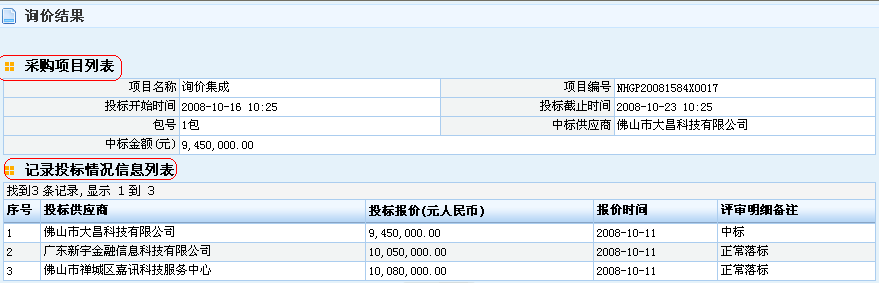 询价结果
采购项目列表
项目名称 询价集成 项目编号 NHGP20081584X0017
投标开始时间 2008-10-16 10:25 投标截止时间 2008-10-23 10:25
包号 1包 中标供应商 佛山市大昌科技有限公司
中标金额(元) 9,450,000.00
记录投标情况信息列表
找到3 条记录,显示 1 到 3
序号 投标供应商 投标报价(元人民币) 报价时间 评审明细备注
1 佛山市大昌科技有限公司 9,450,000.00 2008-10-11 中标
2 广东新宇金融信息科技有限公司 10,050,000.00 2008-10-11 正常落标
3 佛山市禅城区嘉讯科技服务中心 10,080,000.00 2008-10-11 正常落标